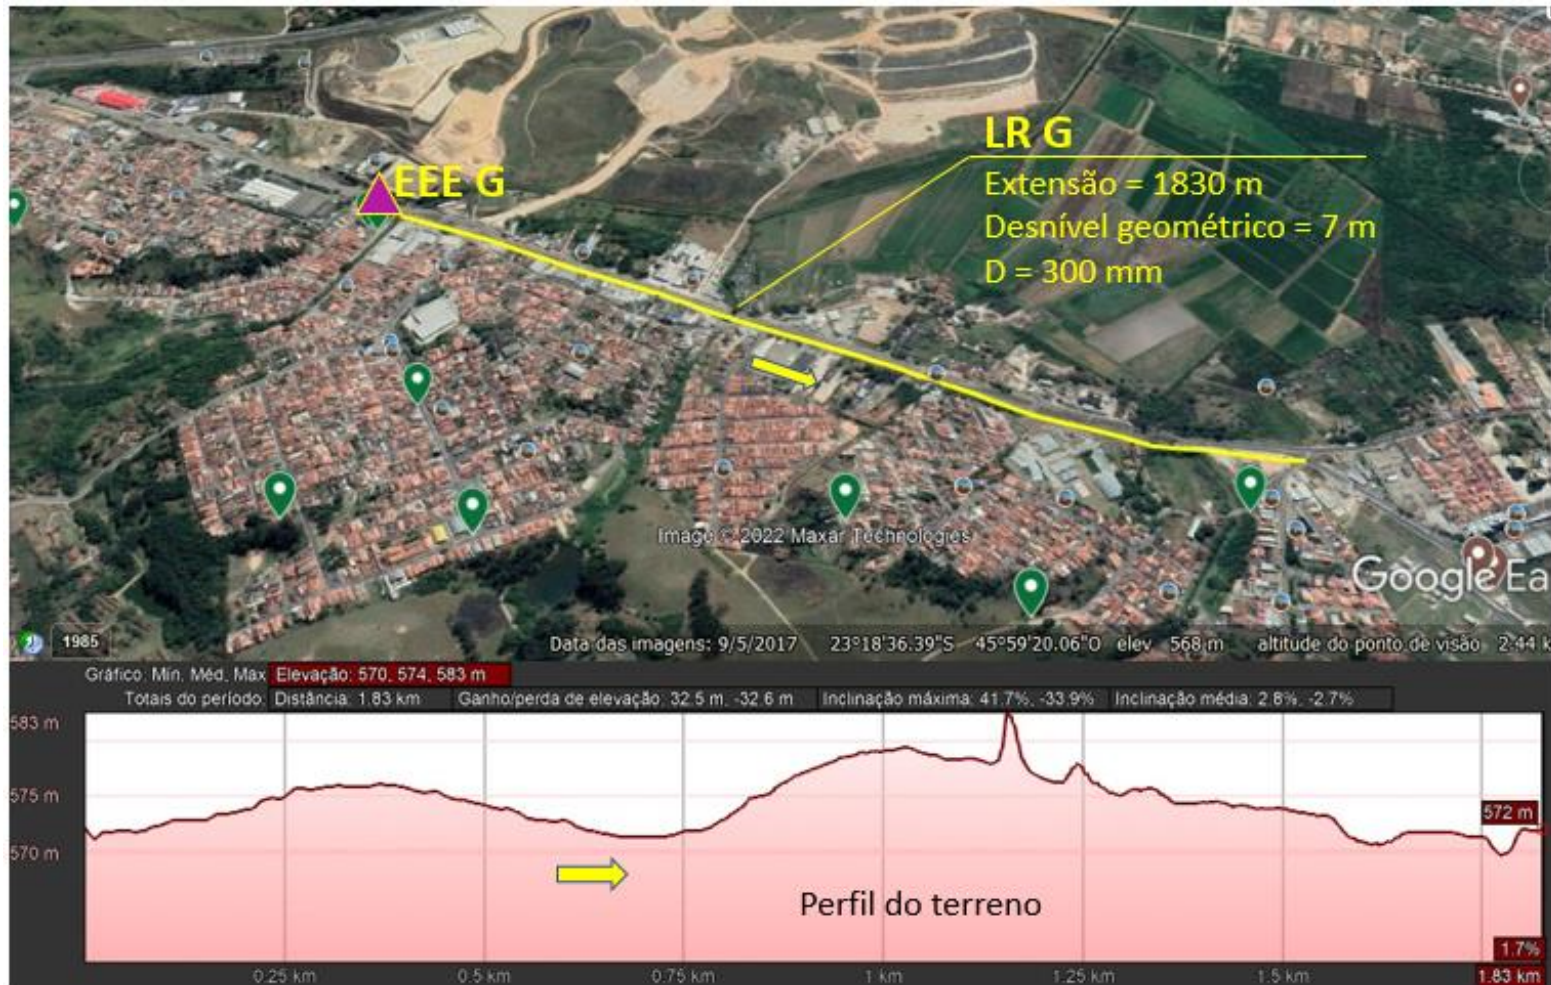 LR G
EEE G
Extensão = 1830 m
Desnível geométrico = 7 m
D = 300 mm
Image © 2022 Maxar Technologies
Google Ea
1985
Data das imagens: 9/5/2017 23°18'36.39"S 45°59'20.06"O elev 568 m altitude do ponto de visão 2.44 k
Gráfico: Mín. Méd. Máx. Elevação: 570, 574, 583 m
Totais do período: Distância: 1.83 km Ganho/perda de elevação: 32.5 m, -32.6 m Inclinação máxima: 41.7%, -33.9% Inclinação média: 2.8%, -2.7%
583 m
575 m
572 m
570 m
Perfil do terreno
1.7%
0.25 km 0.5 km 0.75 km 1 km 1.25 km 1.5 km 1.83 km